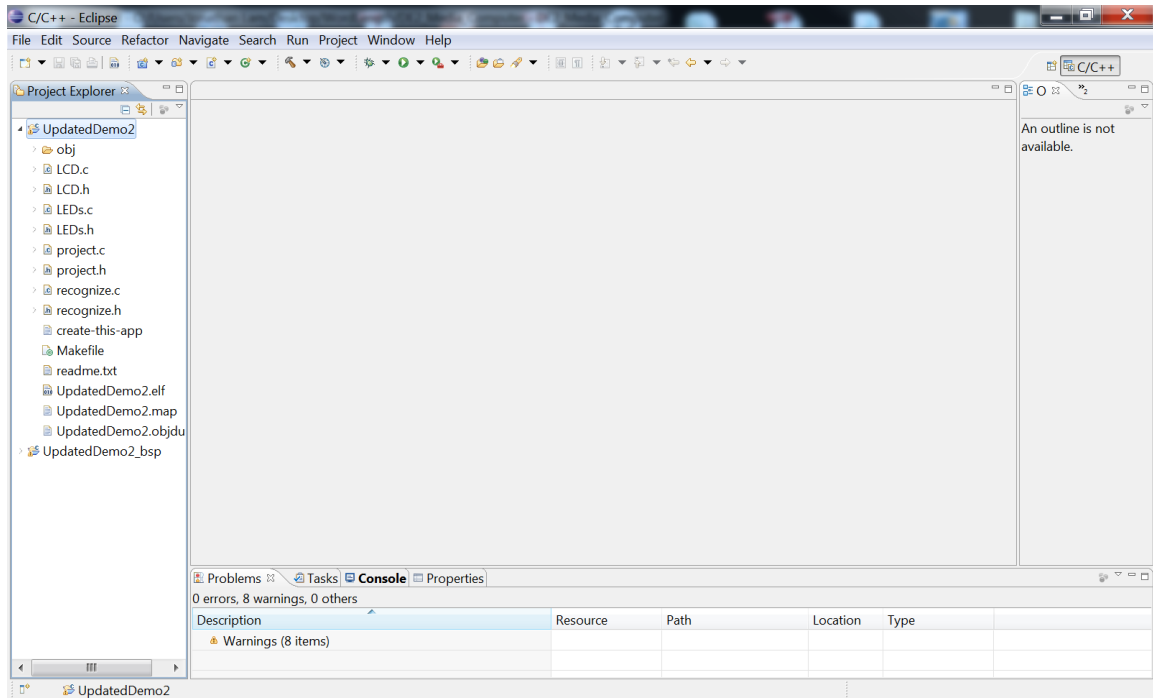 C/C++ - Eclipse
File Edit Source Refactor Navigate Search Run Project Window Help
C/C++
Project Explorer
O
»2
UpdatedDemo2
An outline is not
available.
obj
LCD.c
LCD.h
LEDs.c
LEDs.h
project.c
project.h
recognize.c
recognize.h
create-this-app
Makefile
readme.txt
UpdatedDemo2.elf
UpdatedDemo2.map
UpdatedDemo2.objdu
UpdatedDemo2_bsp
Problems Tasks Console Properties
0 errors, 8 warnings, 0 others
Description Resource Path Location Type
Warnings (8 items)
UpdatedDemo2